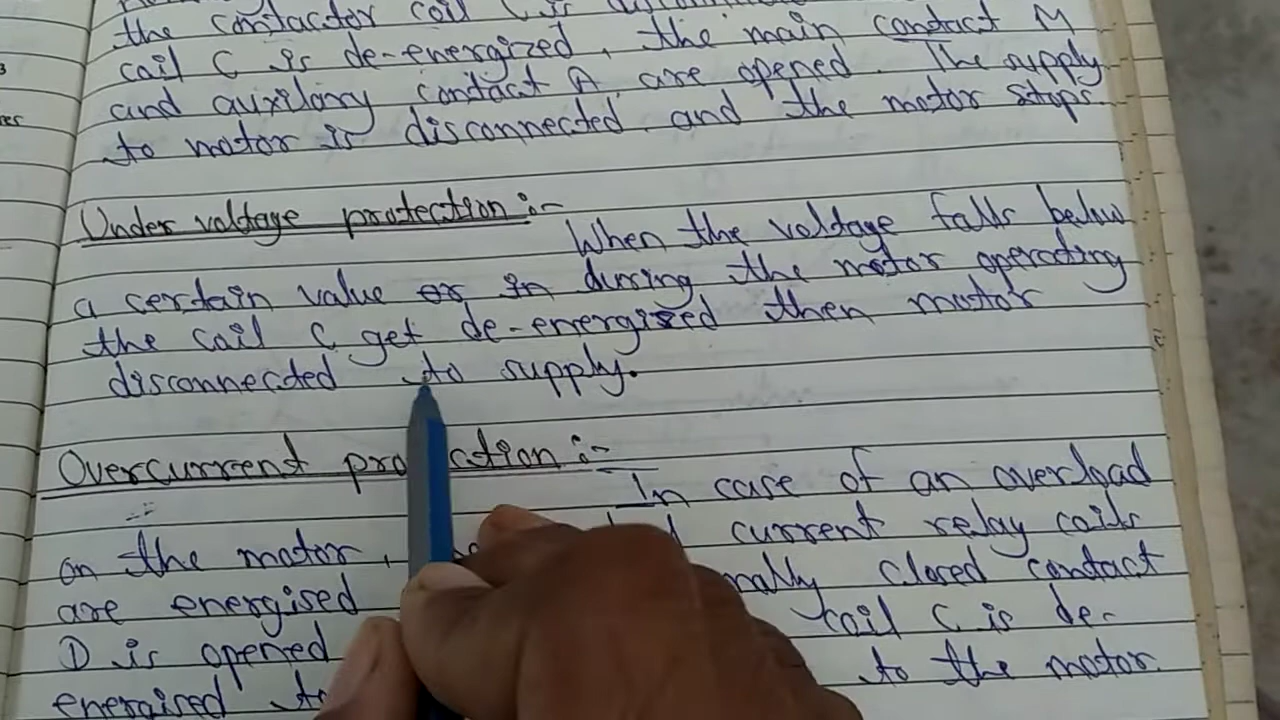 the contactor coil C is
coil C is de-energized, the main contact M
and auxilary contact A, are opened. The supply
to motor is disconnected and the motor stops.
Under voltage protection :-
When the voltage falls below
a certain value or in during the motor operating
the coil C get de-energised then motor
disconnected to supply.
Overcurrent protection :-
In case of an overload
on the motor, current relay coils
are energised closed contact
D is opened coil C is de-
energised to the motor.